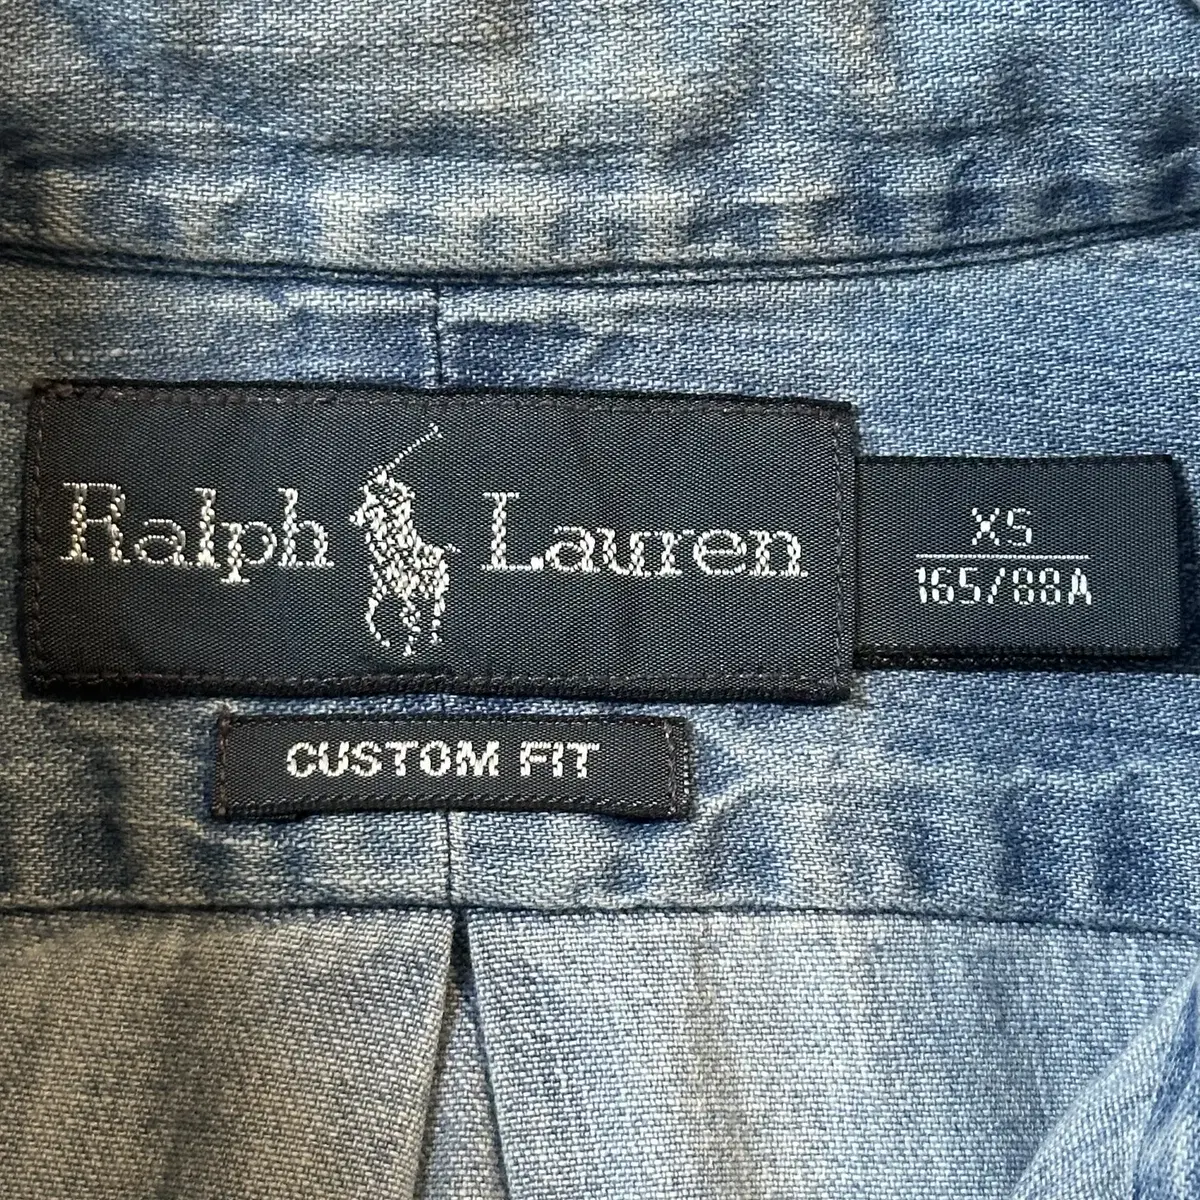 Ralph Lauren
XS
165/88A
CUSTOM FIT